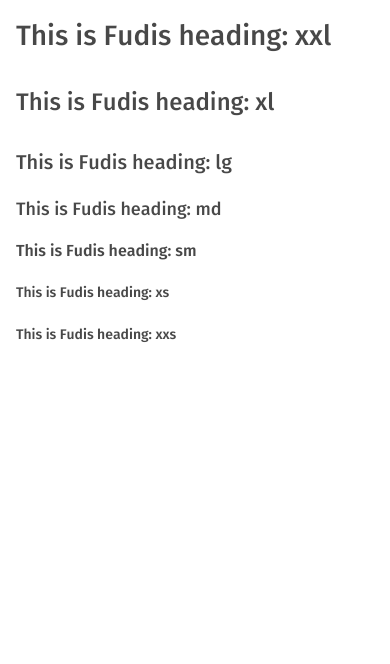 This is Fudis heading: xxl
This is Fudis heading: xl
This is Fudis heading: lg
This is Fudis heading: md
This is Fudis heading: sm
This is Fudis heading: xs
This is Fudis heading: xxs